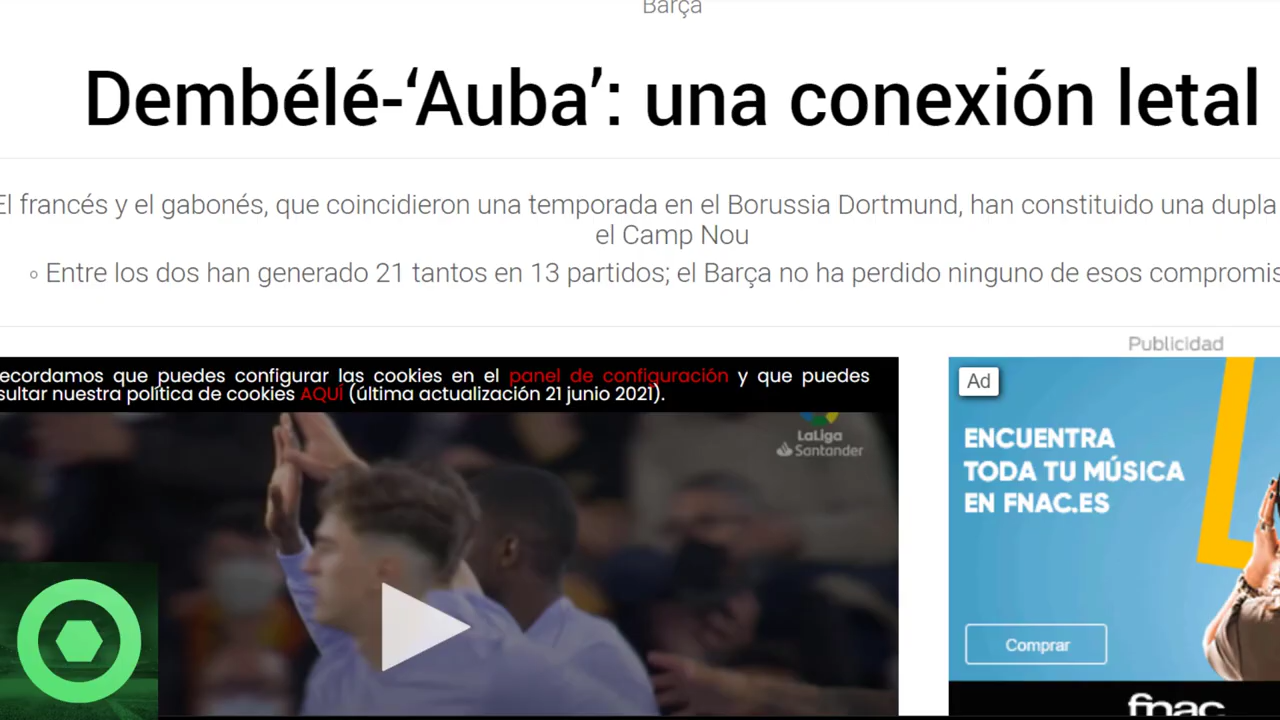 Barça
Dembélé-‘Auba’: una conexión letal
El francés y el gabonés, que coincidieron una temporada en el Borussia Dortmund, han constituido una dupla
el Camp Nou
Entre los dos han generado 21 tantos en 13 partidos; el Barça no ha perdido ninguno de esos compromis
Publicidad
ecordamos que puedes configurar las cookies en el panel de configuración y que puedes
sultar nuestra política de cookies AQUÍ (última actualización 21 junio 2021).
LaLiga
Santander
Ad
ENCUENTRA
TODA TU MÚSICA
EN FNAC.ES
Comprar
fnac